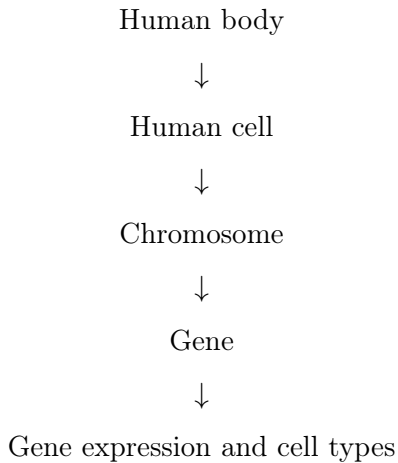 Human body
↓
Human cell
↓
Chromosome
↓
Gene
↓
Gene expression and cell types